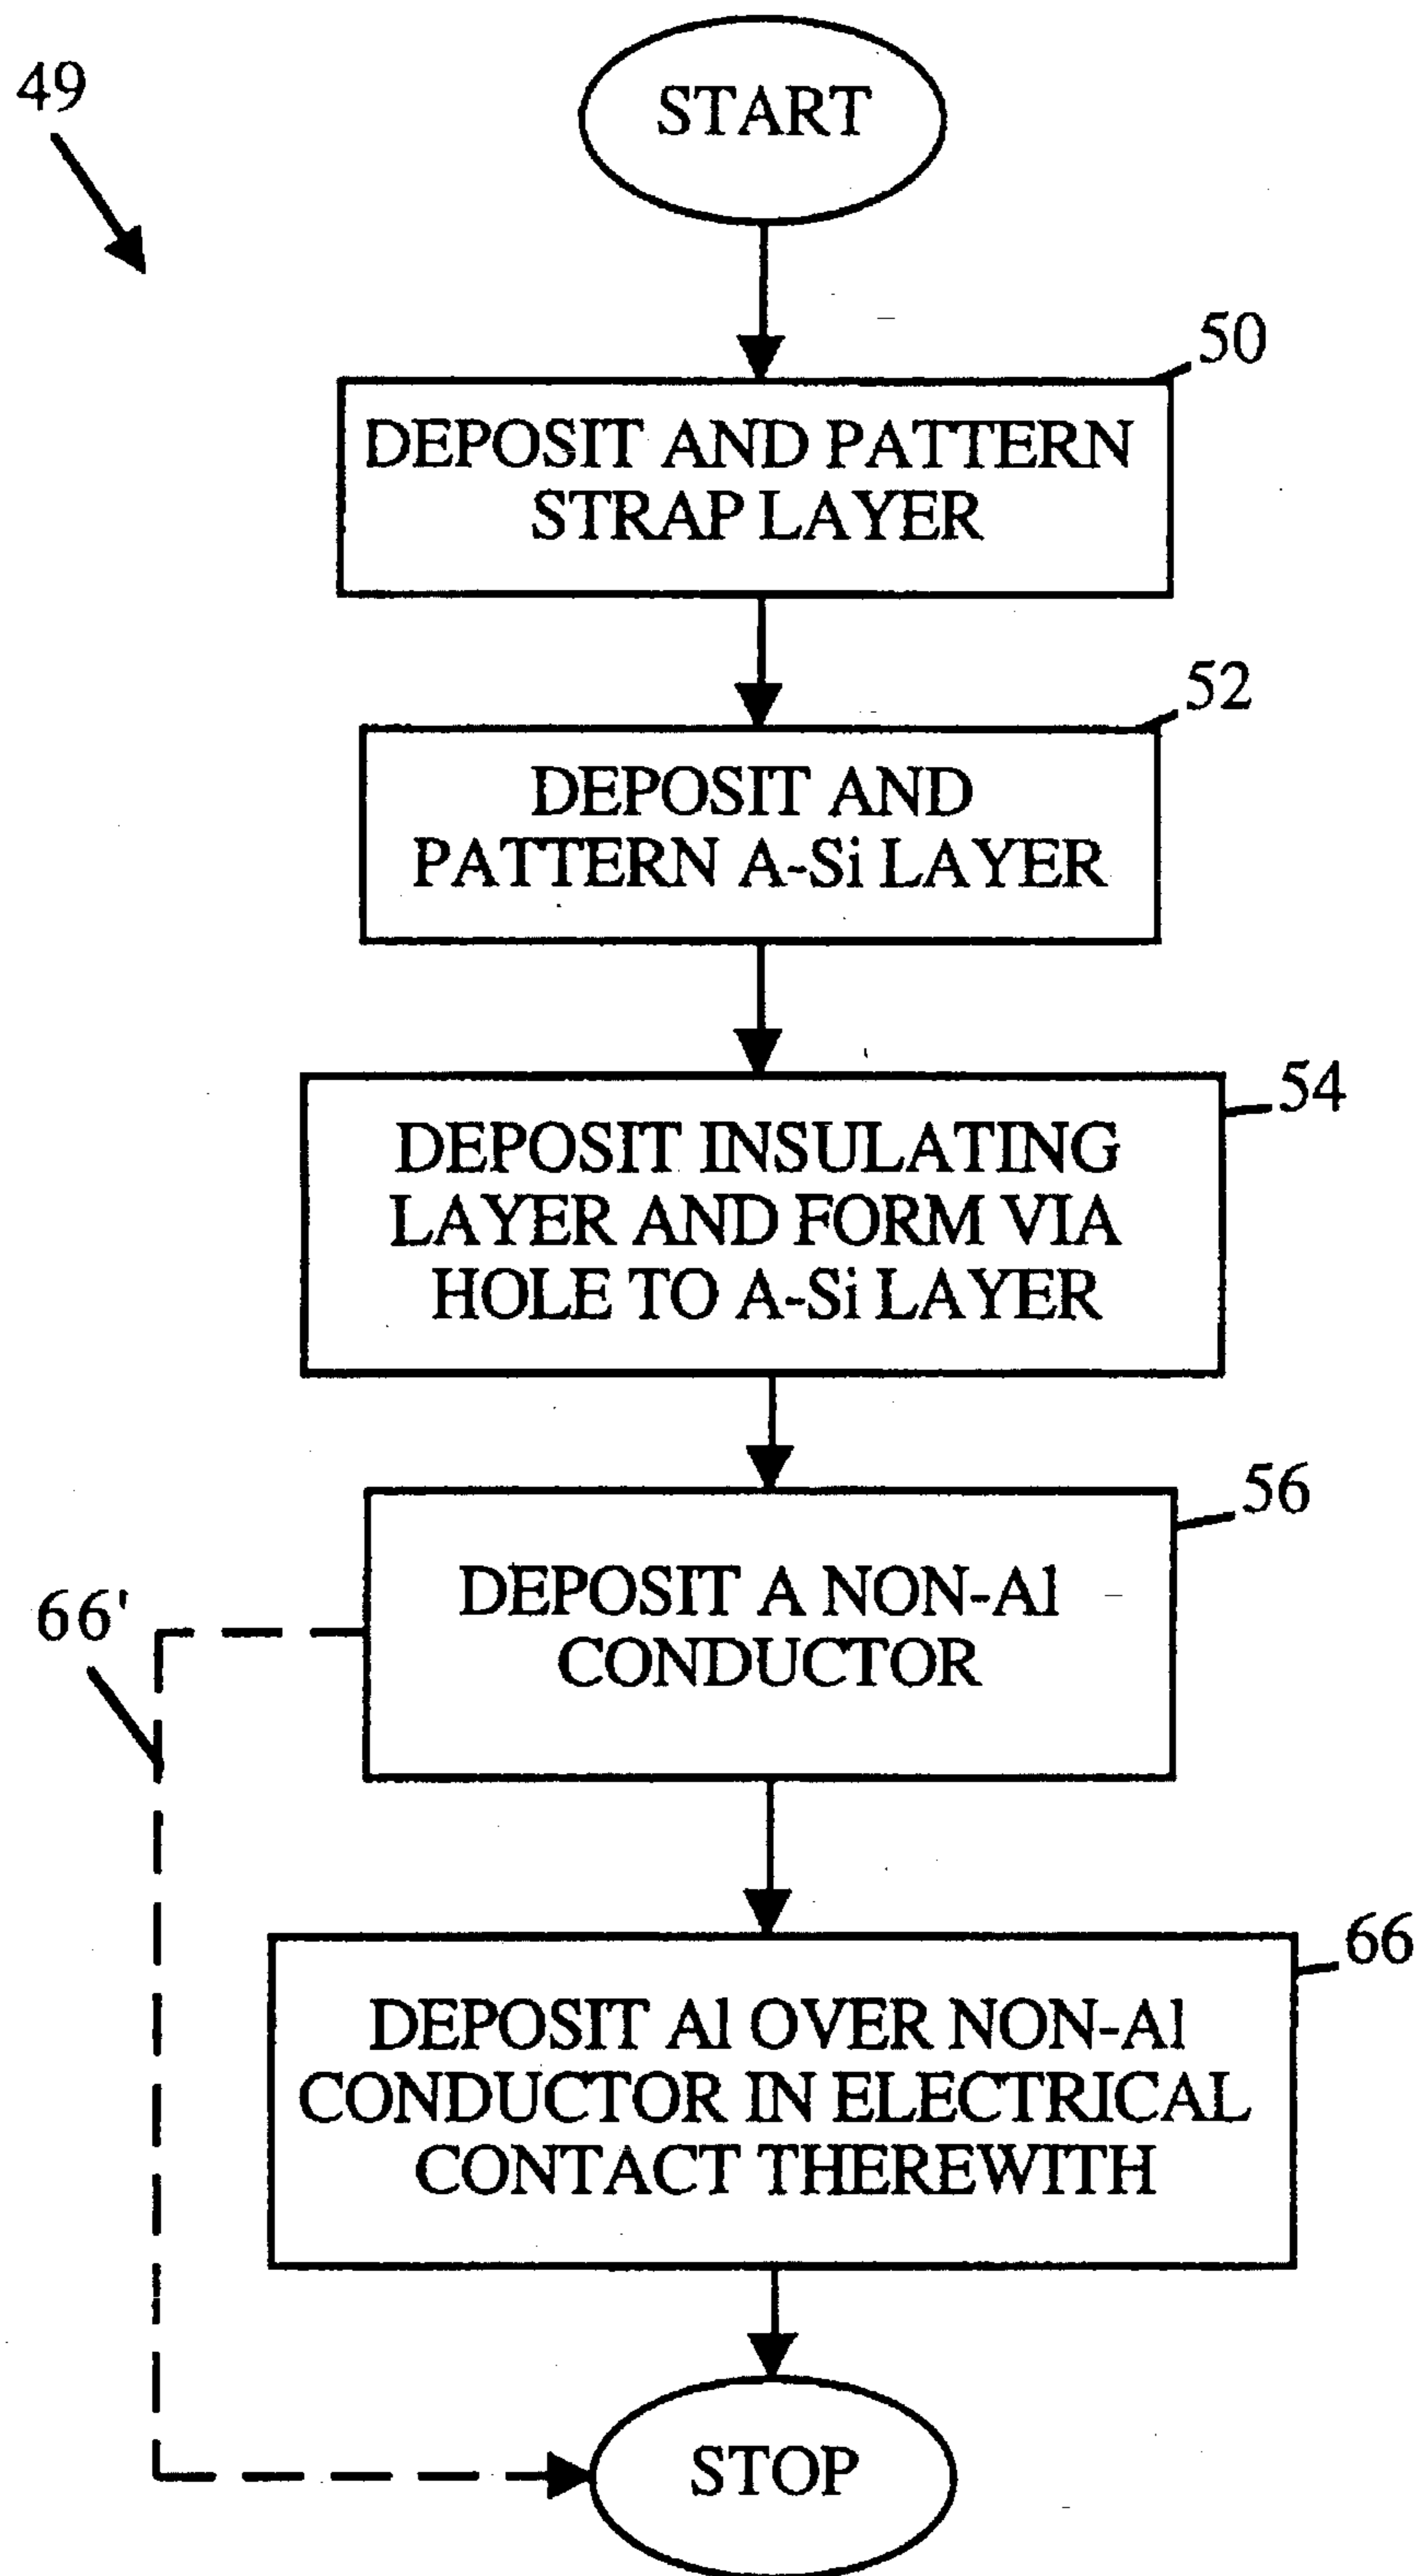 49
START
50
DEPOSIT AND PATTERN
STRAP LAYER
52
DEPOSIT AND
PATTERN A-Si LAYER
54
DEPOSIT INSULATING
LAYER AND FORM VIA
HOLE TO A-Si LAYER
56
DEPOSIT A NON-Al
CONDUCTOR
66'
66
DEPOSIT Al OVER NON-Al
CONDUCTOR IN ELECTRICAL
CONTACT THEREWITH
STOP